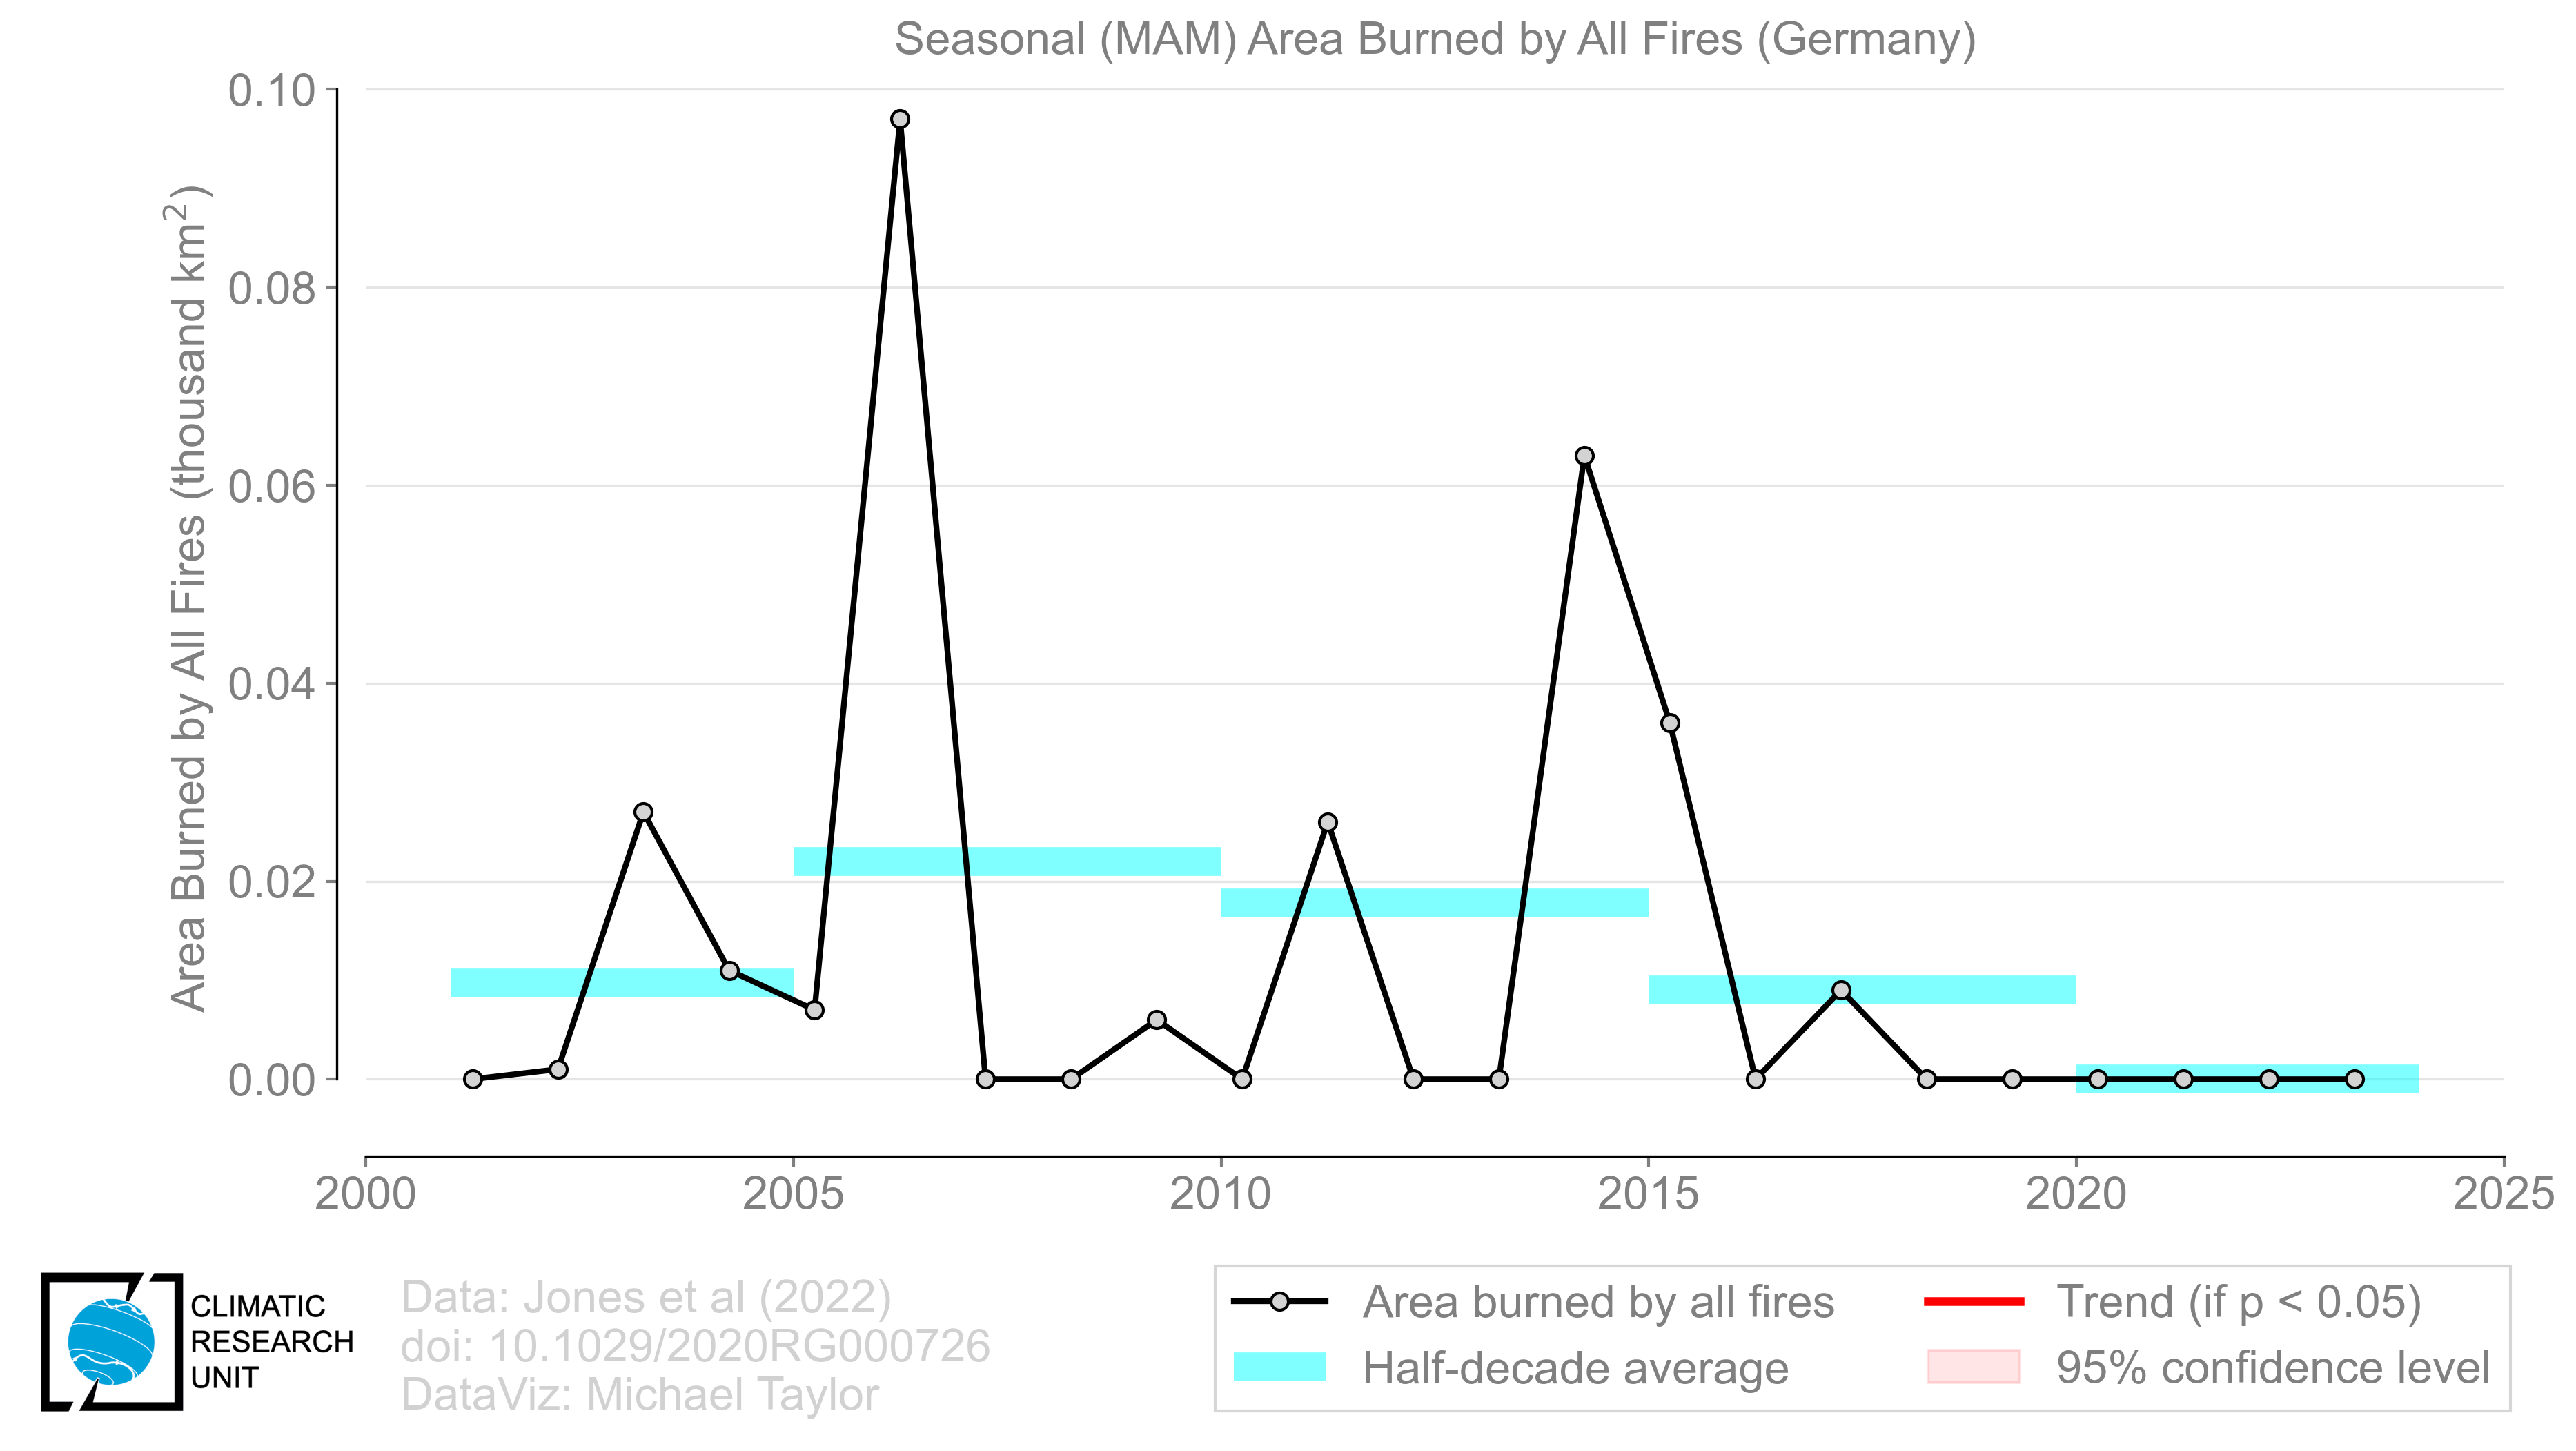 Seasonal (MAM) Area Burned by All Fires (Germany)
Area Burned by All Fires (thousand km²)
0.10
0.08
0.06
0.04
0.02
0.00
2000 2005 2010 2015 2020 2025
CLIMATIC
RESEARCH
UNIT
Data: Jones et al (2022)
doi: 10.1029/2020RG000726
DataViz: Michael Taylor
Area burned by all fires
Half-decade average
Trend (if p < 0.05)
95% confidence level